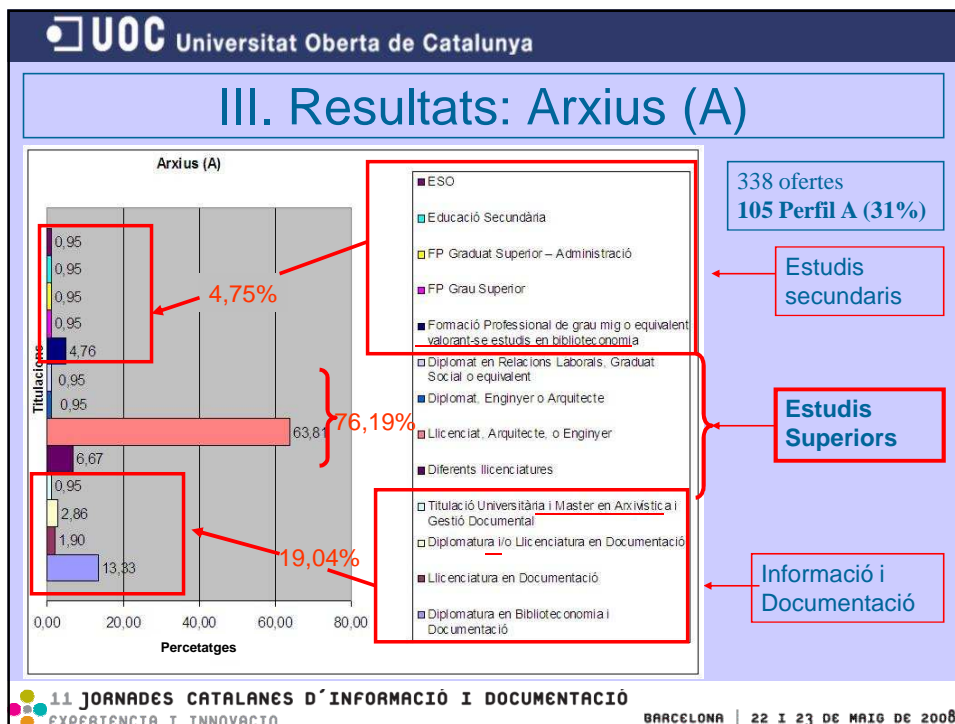 UOC Universitat Oberta de Catalunya
III. Resultats: Arxius (A)
Arxius (A)
Titulacions
0,95
0,95
0,95
0,95
4,76
0,95
0,95
63,81
6,67
0,95
2,86
1,90
13,33
4,75%
76,19%
19,04%
0,00 20,00 40,00 60,00 80,00
Percetatges
ESO
Educació Secundària
FP Graduat Superior – Administració
FP Grau Superior
Formació Professional de grau mig o equivalent
valorant-se estudis en biblioteconomia
Diplomat en Relacions Laborals, Graduat
Social o equivalent
Diplomat, Enginyer o Arquitecte
Llicenciat, Arquitecte, o Enginyer
Diferents llicenciatures
Titulació Universitària i Master en Arxivística i
Gestió Documental
Diplomatura i/o Llicenciatura en Documentació
Llicenciatura en Documentació
Diplomatura en Biblioteconomia i
Documentació
338 ofertes
105 Perfil A (31%)
Estudis
secundaris
Estudis
Superiors
Informació i
Documentació
11 JORNADES CATALANES D´INFORMACIÓ I DOCUMENTACIÓ
EXPERIENCIA I INNOVACIO
BARCELONA | 22 I 23 DE MAIG DE 2008